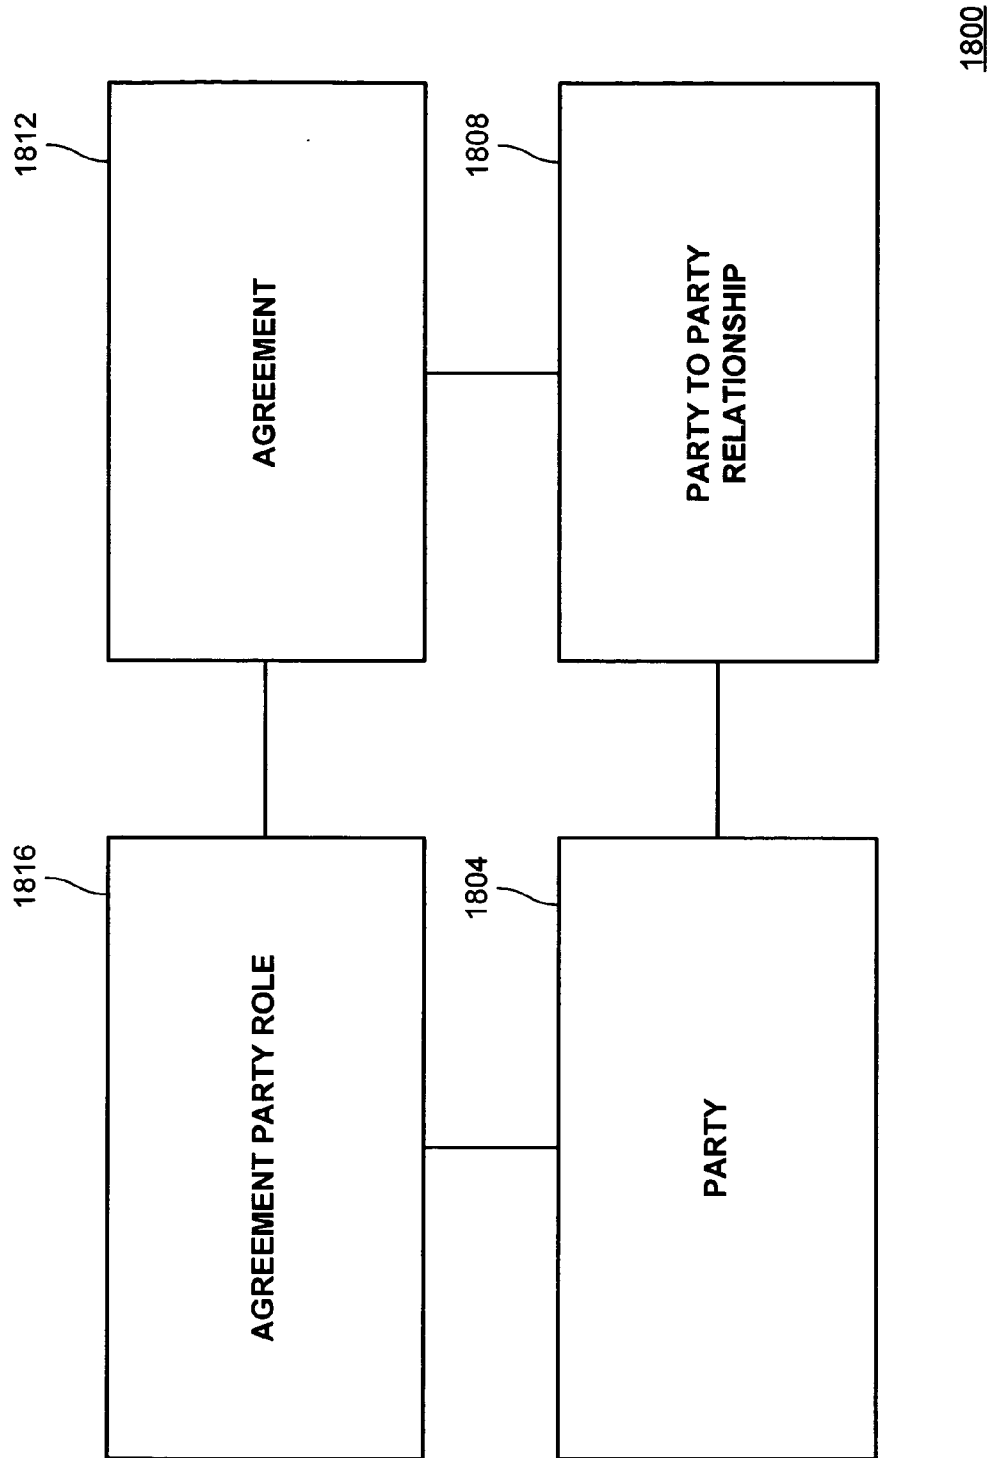 1816
AGREEMENT PARTY ROLE
1812
AGREEMENT
1804
PARTY
1808
PARTY TO PARTY
RELATIONSHIP
1800